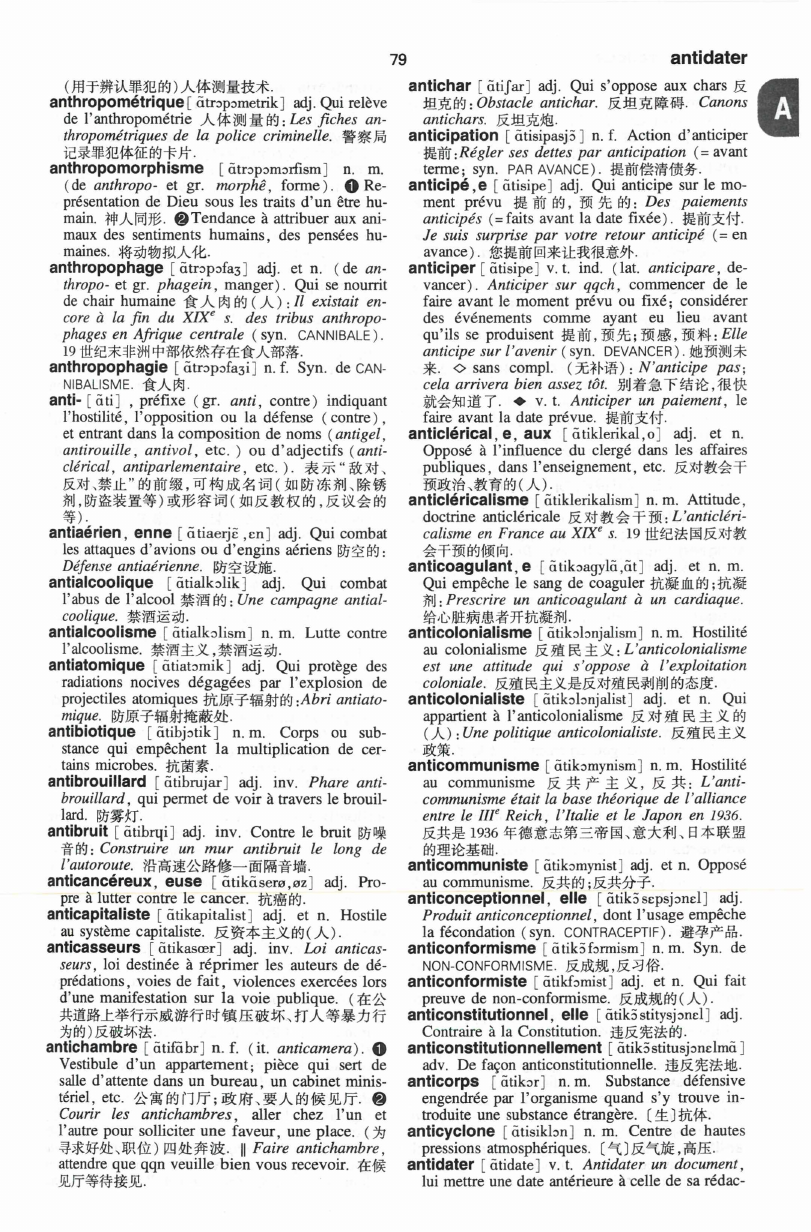 79
antidater
A
(用于辨认罪犯的)人体测量技术.
anthropométrique [ ɑ̃trɔpɔmetrik ] adj. Qui relève
de l'anthropométrie 人体测量的: Les fiches an-
thropométriques de la police criminelle. 警察局
记录罪犯体征的卡片.
anthropomorphisme [ ɑ̃trɔpɔmɔrfism ] n. m.
(de anthropo- et gr. morphê, forme). ❶ Re-
présentation de Dieu sous les traits d'un être hu-
main. 神人同形. ❷Tendance à attribuer aux ani-
maux des sentiments humains, des pensées hu-
maines. 将动物拟人化.
anthropophage [ ɑ̃trɔpɔfaʒ ] adj. et n. (de an-
thropo- et gr. phagein, manger). Qui se nourrit
de chair humaine 食人肉的(人): Il existait en-
core à la fin du XIXe s. des tribus anthropo-
phages en Afrique centrale (syn. CANNIBALE).
19世纪末非洲中部依然存在食人部落.
anthropophagie [ ɑ̃trɔpɔfaʒi ] n. f. Syn. de CAN-
NIBALISME. 食人肉.
anti- [ ɑ̃ti ] , préfixe (gr. anti, contre) indiquant
l'hostilité, l'opposition ou la défense (contre),
et entrant dans la composition de noms (antigel,
antirouille, antivol, etc.) ou d'adjectifs (anti-
clérical, antiparlementaire, etc.). 表示“敌对、
反对、禁止”的前缀,可构成名词(如防冻剂、除锈
剂,防盗装置等)或形容词(如反教权的,反议会的
等).
antiaérien, enne [ ɑ̃tiaerjɛ̃ ,ɛn] adj. Qui combat
les attaques d'avions ou d'engins aériens 防空的:
Défense antiaérienne. 防空设施.
antialcoolique [ ɑ̃tialkɔlik ] adj. Qui combat
l'abus de l'alcool 禁酒的: Une campagne antial-
coolique. 禁酒运动.
antialcoolisme [ ɑ̃tialkɔlism ] n. m. Lutte contre
l'alcoolisme. 禁酒主义,禁酒运动.
antiatomique [ ɑ̃tiatɔmik ] adj. Qui protège des
radiations nocives dégagées par l'explosion de
projectiles atomiques 抗原子辐射的:Abri antiato-
mique. 防原子辐射掩蔽处.
antibiotique [ ɑ̃tibjɔtik ] n. m. Corps ou sub-
stance qui empêchent la multiplication de cer-
tains microbes. 抗菌素.
antibrouillard [ ɑ̃tibrujar ] adj. inv. Phare anti-
brouillard, qui permet de voir à travers le brouil-
lard. 防雾灯.
antibruit [ ɑ̃tibrɥi ] adj. inv. Contre le bruit 防噪
音的: Construire un mur antibruit le long de
l'autoroute. 沿高速公路修一面隔音墙.
anticancéreux, euse [ ɑ̃tikɑ̃serø,øz ] adj. Pro-
pre à lutter contre le cancer. 抗癌的.
anticapitaliste [ ɑ̃tikapitalist ] adj. et n. Hostile
au système capitaliste. 反资本主义的(人).
anticasseurs [ ɑ̃tikasœr ] adj. inv. Loi anticas-
seurs, loi destinée à réprimer les auteurs de dé-
prédations, voies de fait, violences exercées lors
d'une manifestation sur la voie publique. (在公
共道路上举行示威游行时镇压破坏、打人等暴力行
为的)反破坏法.
antichambre [ ɑ̃tiʃɑ̃br ] n. f. (it. anticamera). ❶
Vestibule d'un appartement; pièce qui sert de
salle d'attente dans un bureau, un cabinet minis-
tériel, etc. 公寓的门厅;政府、要人的候见厅. ❷
Courir les antichambres, aller chez l'un et
l'autre pour solliciter une faveur, une place. (为
寻求好处、职位)四处奔波. ‖ Faire antichambre,
attendre que qqn veuille bien vous recevoir. 在候
见厅等待接见.
antichar [ ɑ̃tiʃar ] adj. Qui s'oppose aux chars 反
坦克的: Obstacle antichar. 反坦克障碍. Canons
antichars. 反坦克炮.
anticipation [ ɑ̃tisipasjɔ̃ ] n. f. Action d'anticiper
提前:Régler ses dettes par anticipation (= avant
terme; syn. PAR AVANCE). 提前偿清债务.
anticipé, e [ ɑ̃tisipe ] adj. Qui anticipe sur le mo-
ment prévu 提前的, 预先的: Des paiements
anticipés (= faits avant la date fixée). 提前支付.
Je suis surprise par votre retour anticipé (= en
avance). 您提前回来让我很意外.
anticiper [ ɑ̃tisipe ] v. t. ind. (lat. anticipare, de-
vancer). Anticiper sur qqch, commencer de le
faire avant le moment prévu ou fixé; considérer
des événements comme ayant eu lieu avant
qu'ils se produisent 提前,预先;预感,预料: Elle
anticipe sur l'avenir (syn. DEVANCER). 她预测未
来. ◇ sans compl. (无补语): N'anticipe pas;
cela arrivera bien assez tôt. 别着急下结论,很快
就会知道了. ◆ v. t. Anticiper un paiement, le
faire avant la date prévue. 提前支付.
anticlérical, e, aux [ ɑ̃tiklerikal,o ] adj. et n.
Opposé à l'influence du clergé dans les affaires
publiques, dans l'enseignement, etc. 反对教会干
预政治、教育的(人).
anticléricalisme [ ɑ̃tiklerikalism ] n. m. Attitude,
doctrine anticléricale 反对教会干预: L'anticléri-
calisme en France au XIXe s. 19世纪法国反对教
会干预的倾向.
anticoagulant, e [ ɑ̃tikɔagylɑ̃,ɑ̃t ] adj. et n. m.
Qui empêche le sang de coaguler 抗凝血的;抗凝
剂: Prescrire un anticoagulant à un cardiaque.
给心脏病患者开抗凝剂.
anticolonialisme [ ɑ̃tikɔlɔnjalism ] n. m. Hostilité
au colonialisme 反殖民主义: L'anticolonialisme
est une attitude qui s'oppose à l'exploitation
coloniale. 反殖民主义是反对殖民剥削的态度.
anticolonialiste [ ɑ̃tikɔlɔnjalist ] adj. et n. Qui
appartient à l'anticolonialisme 反对殖民主义的
(人): Une politique anticolonialiste. 反殖民主义
政策.
anticommunisme [ ɑ̃tikɔmynism ] n. m. Hostilité
au communisme 反共产主义, 反共: L'anti-
communisme était la base théorique de l'alliance
entre le IIIe Reich, l'Italie et le Japon en 1936.
反共是1936年德意志第三帝国、意大利、日本联盟
的理论基础.
anticommuniste [ ɑ̃tikɔmynist ] adj. et n. Opposé
au communisme. 反共的;反共分子.
anticonceptionnel, elle [ ɑ̃tikɔ̃sɛpsjɔnɛl ] adj.
Produit anticonceptionnel, dont l'usage empêche
la fécondation (syn. CONTRACEPTIF). 避孕产品.
anticonformisme [ ɑ̃tikɔ̃fɔrmism ] n. m. Syn. de
NON-CONFORMISME. 反成规,反习俗.
anticonformiste [ ɑ̃tikfɔmist ] adj. et n. Qui fait
preuve de non-conformisme. 反成规的(人).
anticonstitutionnel, elle [ ɑ̃tikɔ̃stitysjɔnɛl ] adj.
Contraire à la Constitution. 违反宪法的.
anticonstitutionnellement [ ɑ̃tikɔ̃stitusjɔnɛlmɑ̃ ]
adv. De façon anticonstitutionnelle. 违反宪法地.
anticorps [ ɑ̃tikɔr ] n. m. Substance défensive
engendrée par l'organisme quand s'y trouve in-
troduite une substance étrangère. 〔生〕抗体.
anticyclone [ ɑ̃tisiklɔn ] n. m. Centre de hautes
pressions atmosphériques. 〔气〕反气旋,高压.
antidater [ ɑ̃tidate ] v. t. Antidater un document,
lui mettre une date antérieure à celle de sa rédac-